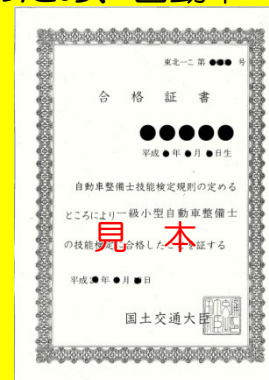 東北一こ 第 ●●● 号
合格証書
●●●●●
平成●年●月●日生
自動車整備士技能検定規則の定める
ところにより一級小型自動車整備士
の技能検定に合格したことを証する
見本
平成●年●月●日
国土交通大臣